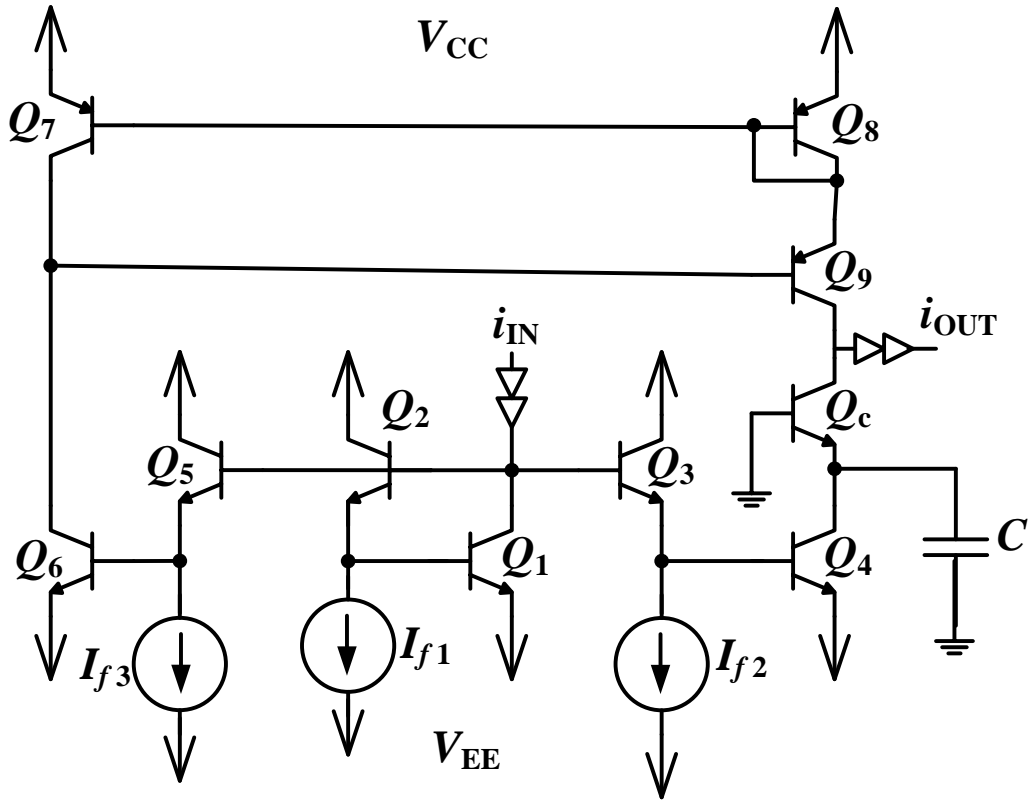 V_CC
Q_7
Q_8
Q_9
i_IN
i_OUT
Q_2
Q_c
Q_5
Q_3
Q_6
Q_1
Q_4
C
I_f3
I_f1
I_f2
V_EE